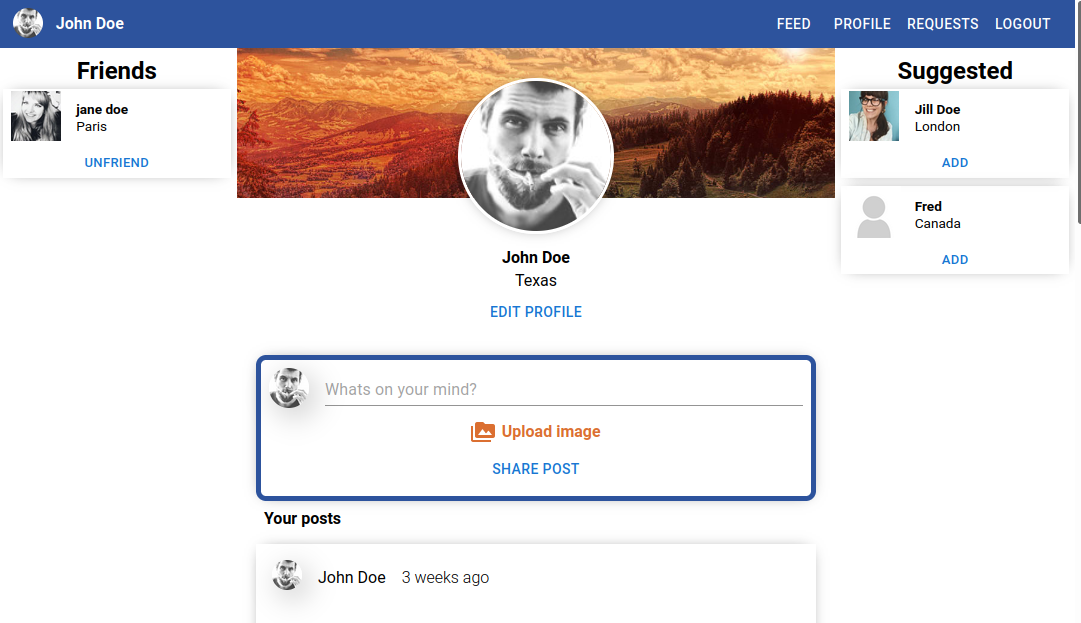 John Doe
FEED PROFILE REQUESTS LOGOUT
Friends
jane doe
Paris
UNFRIEND
John Doe
Texas
EDIT PROFILE
Whats on your mind?
Upload image
SHARE POST
Your posts
John Doe 3 weeks ago
Suggested
Jill Doe
London
ADD
Fred
Canada
ADD